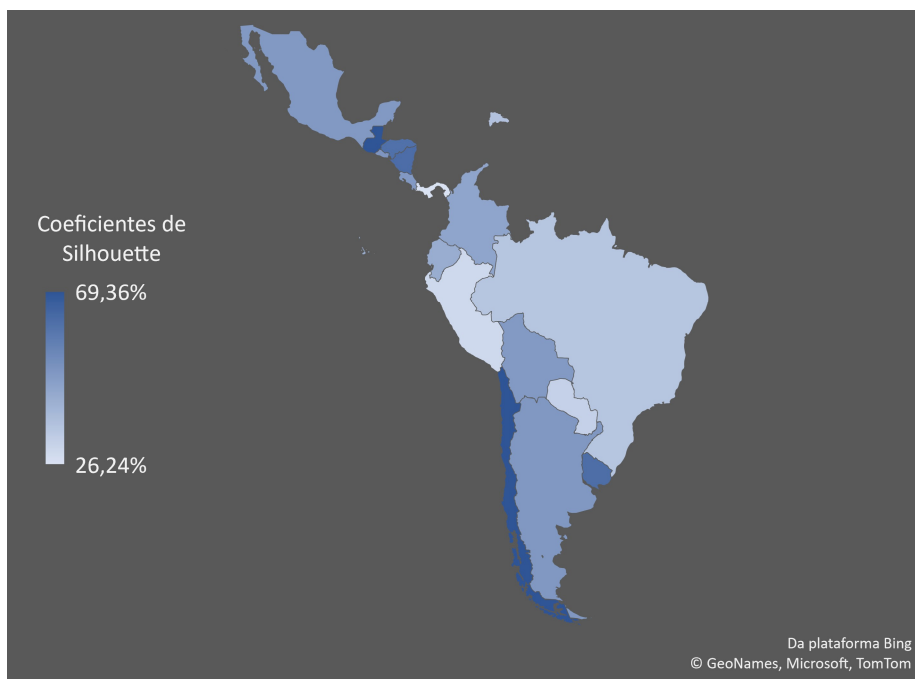 Coeficientes de
Silhouette
69,36%
26,24%
Da plataforma Bing
© GeoNames, Microsoft, TomTom